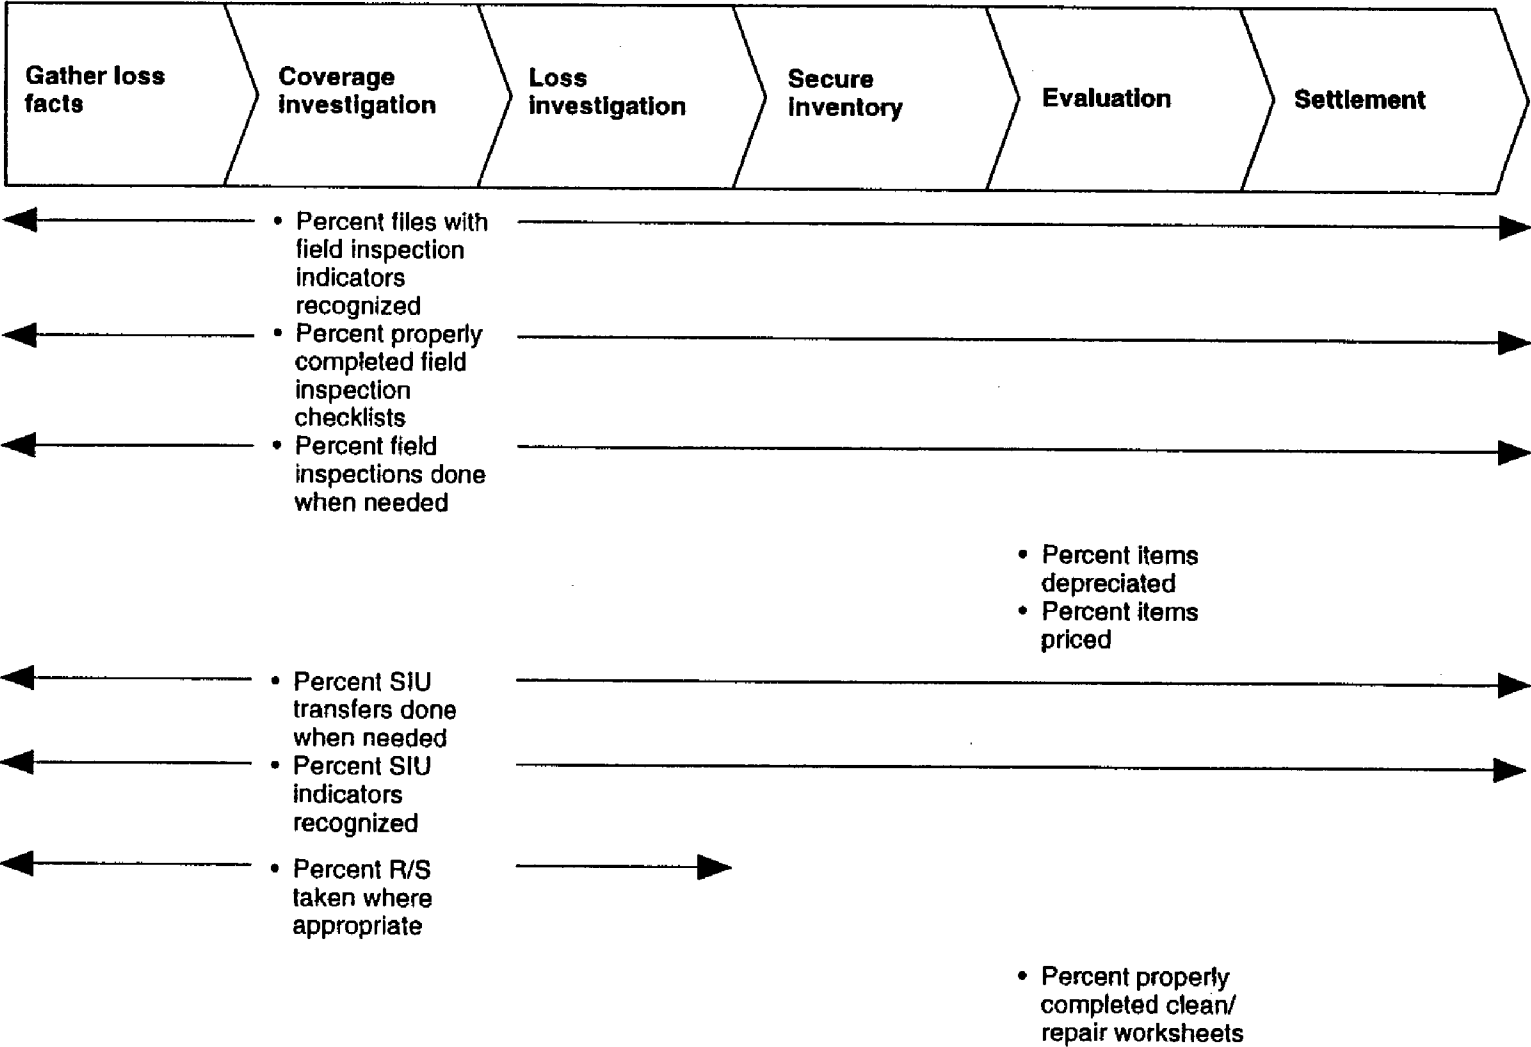 Gather loss
facts
Coverage
investigation
Loss
investigation
Secure
inventory
Evaluation
Settlement
• Percent files with
field inspection
indicators
recognized
• Percent properly
completed field
inspection
checklists
• Percent field
inspections done
when needed
• Percent items
depreciated
• Percent items
priced
• Percent SIU
transfers done
when needed
• Percent SIU
indicators
recognized
• Percent R/S
taken where
appropriate
• Percent properly
completed clean/
repair worksheets